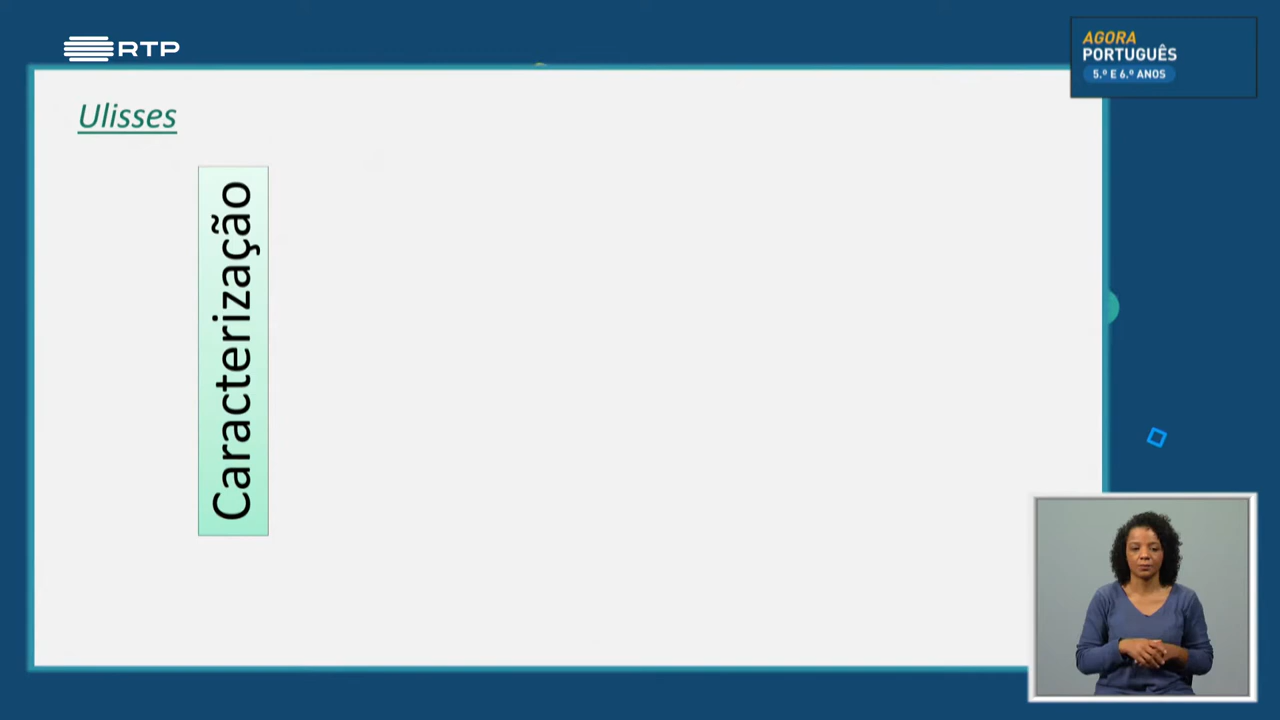 RTP
AGORA
PORTUGUÊS
5.º E 6.º ANOS
Ulisses
Caracterização